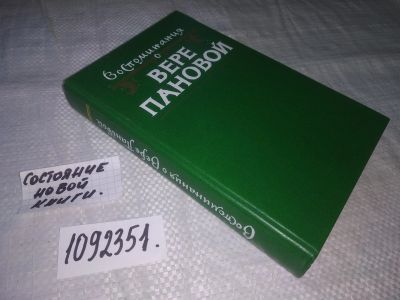 Воспоминания
о
ВЕРЕ
ПАНОВОЙ
Воспоминания о Вере Пановой
СОСТОЯНИЕ
НОВОЙ
КНИГИ.
1092351.